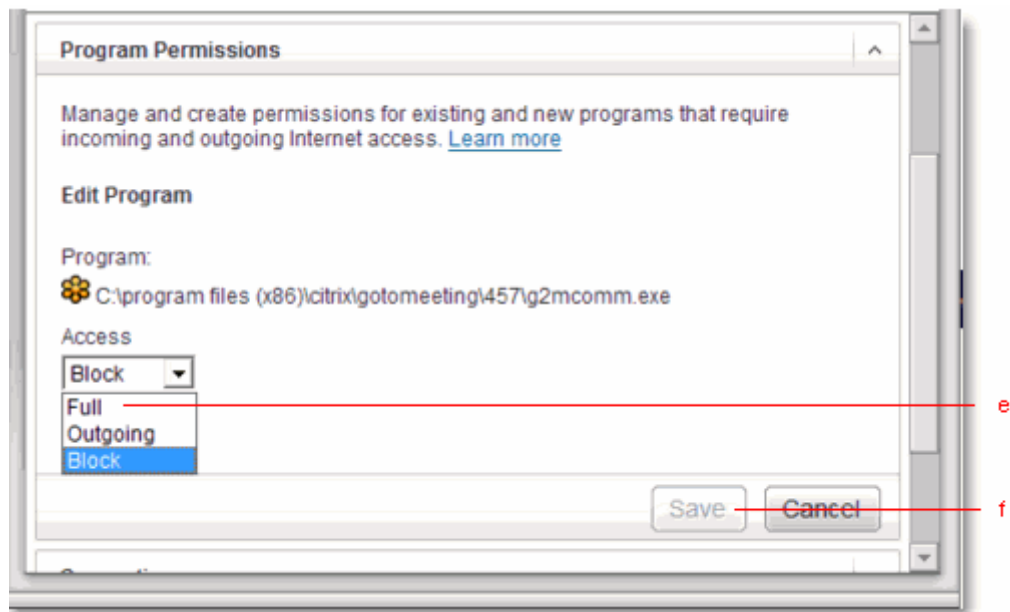 Program Permissions
Manage and create permissions for existing and new programs that require
incoming and outgoing Internet access. Learn more
Edit Program
Program:
C:\program files (x86)\citrix\gotomeeting\457\g2mcomm.exe
Access
Block
Full
e
Outgoing
Block
Save
Cancel
f